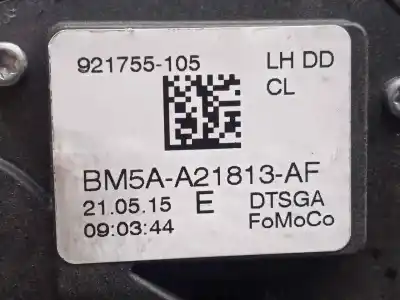 921755-105 LH DD
CL
BM5A-A21813-AF
21.05.15 E DTSGA
09:03:44 FoMoCo